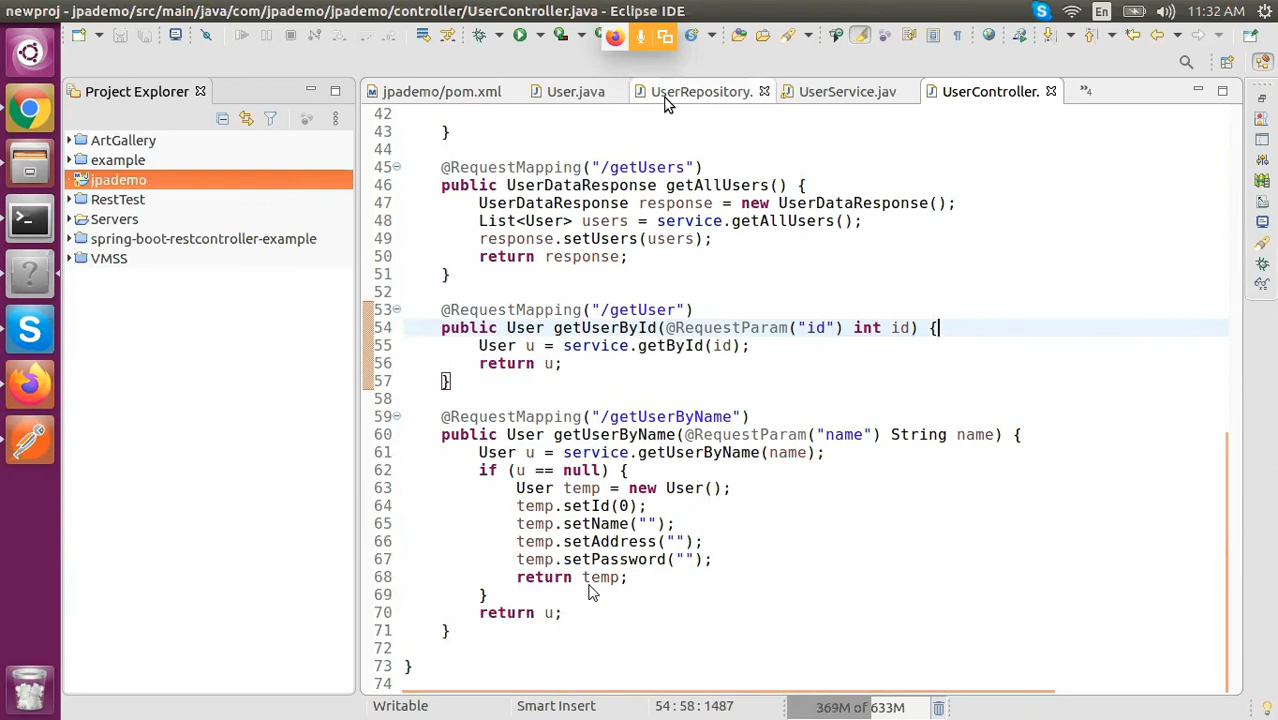 newproj - jpademo/src/main/java/com/jpademo/controller/UserController.java - Eclipse IDE
En
11:32 AM
Project Explorer
jpademo/pom.xml
User.java
UserRepository.
UserService.java
UserController.
»4
ArtGallery
example
jpademo
RestTest
Servers
spring-boot-restcontroller-example
VMSS
42
43 }
44
45 @RequestMapping("/getUsers")
46 public UserDataResponse getAllUsers() {
47 UserDataResponse response = new UserDataResponse();
48 List<User> users = service.getAllUsers();
49 response.setUsers(users);
50 return response;
51 }
52
53 @RequestMapping("/getUser")
54 public User getUserById(@RequestParam("id") int id) {
55 User u = service.getById(id);
56 return u;
57 }
58
59 @RequestMapping("/getUserByName")
60 public User getUserByName(@RequestParam("name") String name) {
61 User u = service.getUserByName(name);
62 if (u == null) {
63 User temp = new User();
64 temp.setId(0);
65 temp.setName("");
66 temp.setAddress("");
67 temp.setPassword("");
68 return temp;
69 }
70 return u;
71 }
72
73 }
74
Writable
Smart Insert
54 : 58 : 1487
369M of 633M